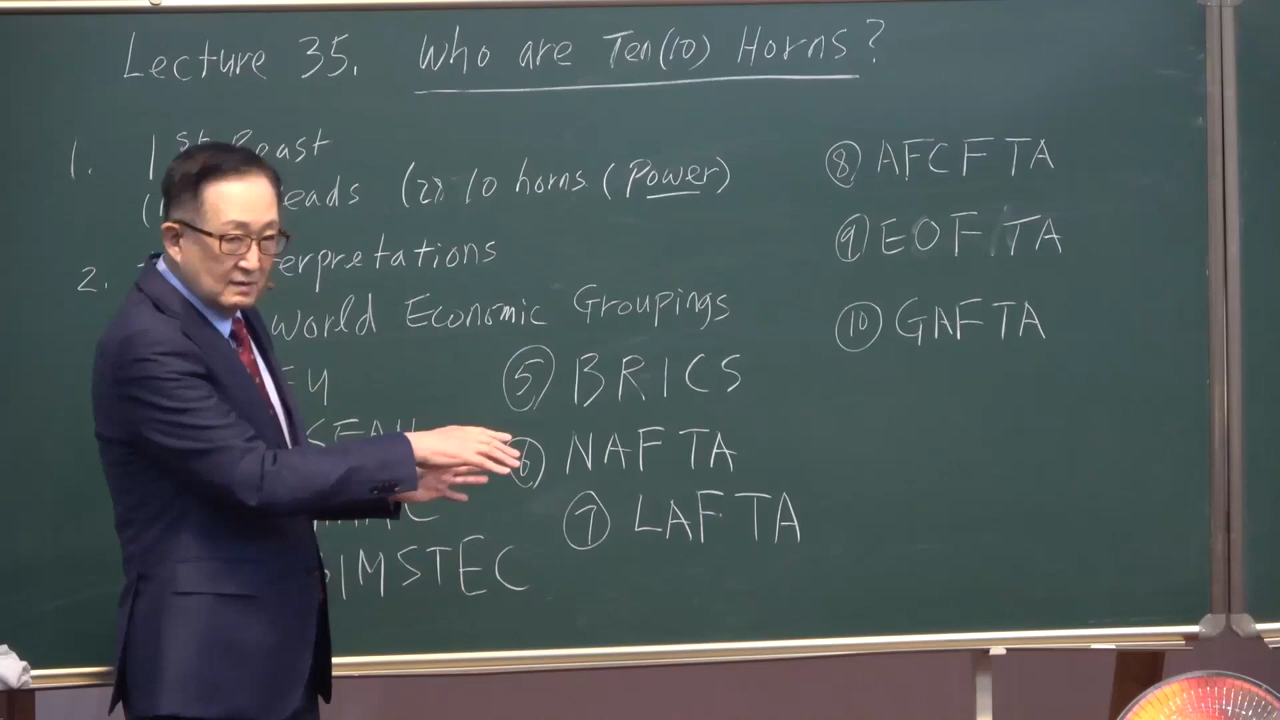 Lecture 35. Who are Ten(10) Horns?
1. 1st Beast
eads (2) 10 horns (Power)
2. erpretations
World Economic Groupings
⑤ BRICS
⑥ NAFTA
⑦ LAFTA
IMSTEC
⑧ AFCFTA
⑨ EOFTA
⑩ GAFTA